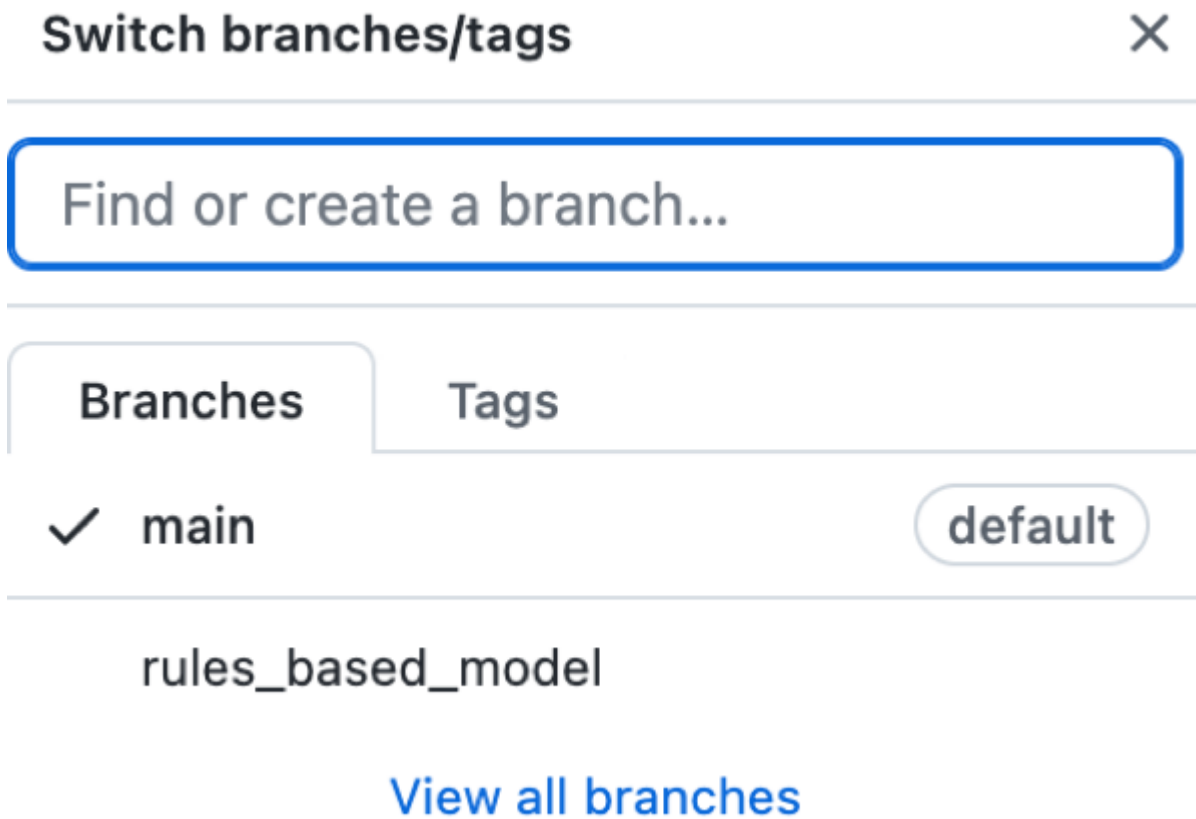 Switch branches/tags
Find or create a branch...
Branches Tags
main default
rules_based_model
View all branches